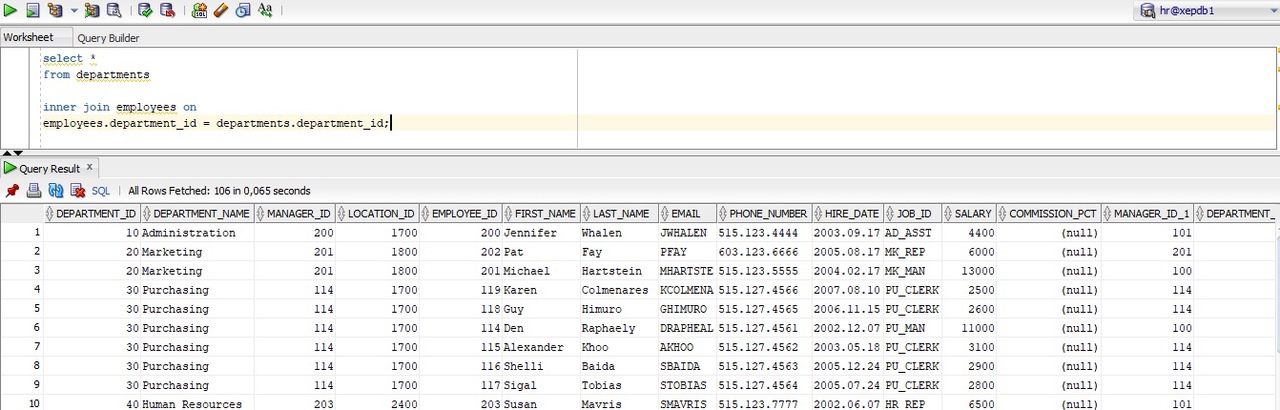 hr@xepdb1
Worksheet Query Builder
select *
from departments
inner join employees on
employees.department_id = departments.department_id;
Query Result x
SQL | All Rows Fetched: 106 in 0,065 seconds
DEPARTMENT_ID DEPARTMENT_NAME MANAGER_ID LOCATION_ID EMPLOYEE_ID FIRST_NAME LAST_NAME EMAIL PHONE_NUMBER HIRE_DATE JOB_ID SALARY COMMISSION_PCT MANAGER_ID_1 DEPARTMENT_
1 10 Administration 200 1700 200 Jennifer Whalen JWHALEN 515.123.4444 2003.09.17 AD_ASST 4400 (null) 101
2 20 Marketing 201 1800 202 Pat Fay PFAY 603.123.6666 2005.08.17 MK_REP 6000 (null) 201
3 20 Marketing 201 1800 201 Michael Hartstein MHARTSTE 515.123.5555 2004.02.17 MK_MAN 13000 (null) 100
4 30 Purchasing 114 1700 119 Karen Colmenares KCOLMENA 515.127.4566 2007.08.10 PU_CLERK 2500 (null) 114
5 30 Purchasing 114 1700 118 Guy Himuro GHIMURO 515.127.4565 2006.11.15 PU_CLERK 2600 (null) 114
6 30 Purchasing 114 1700 114 Den Raphaely DRAPHEAL 515.127.4561 2002.12.07 PU_MAN 11000 (null) 100
7 30 Purchasing 114 1700 115 Alexander Khoo AKHOO 515.127.4562 2003.05.18 PU_CLERK 3100 (null) 114
8 30 Purchasing 114 1700 116 Shelli Baida SBAIDA 515.127.4563 2005.12.24 PU_CLERK 2900 (null) 114
9 30 Purchasing 114 1700 117 Sigal Tobias STOBIAS 515.127.4564 2005.07.24 PU_CLERK 2800 (null) 114
10 40 Human Resources 203 2400 203 Susan Mavris SMAVRIS 515.123.7777 2002.06.07 HR_REP 6500 (null) 101